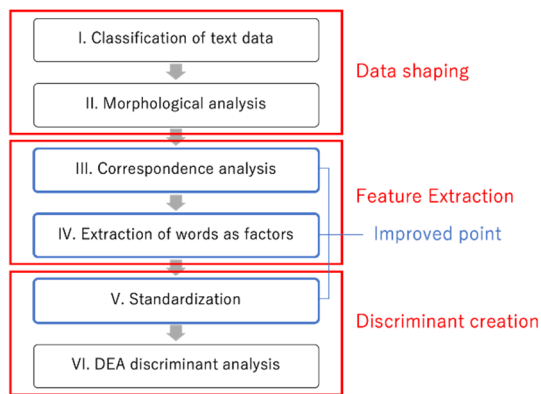 I. Classification of text data
Data shaping
II. Morphological analysis
III. Correspondence analysis
Feature Extraction
IV. Extraction of words as factors
Improved point
V. Standardization
Discriminant creation
VI. DEA discriminant analysis